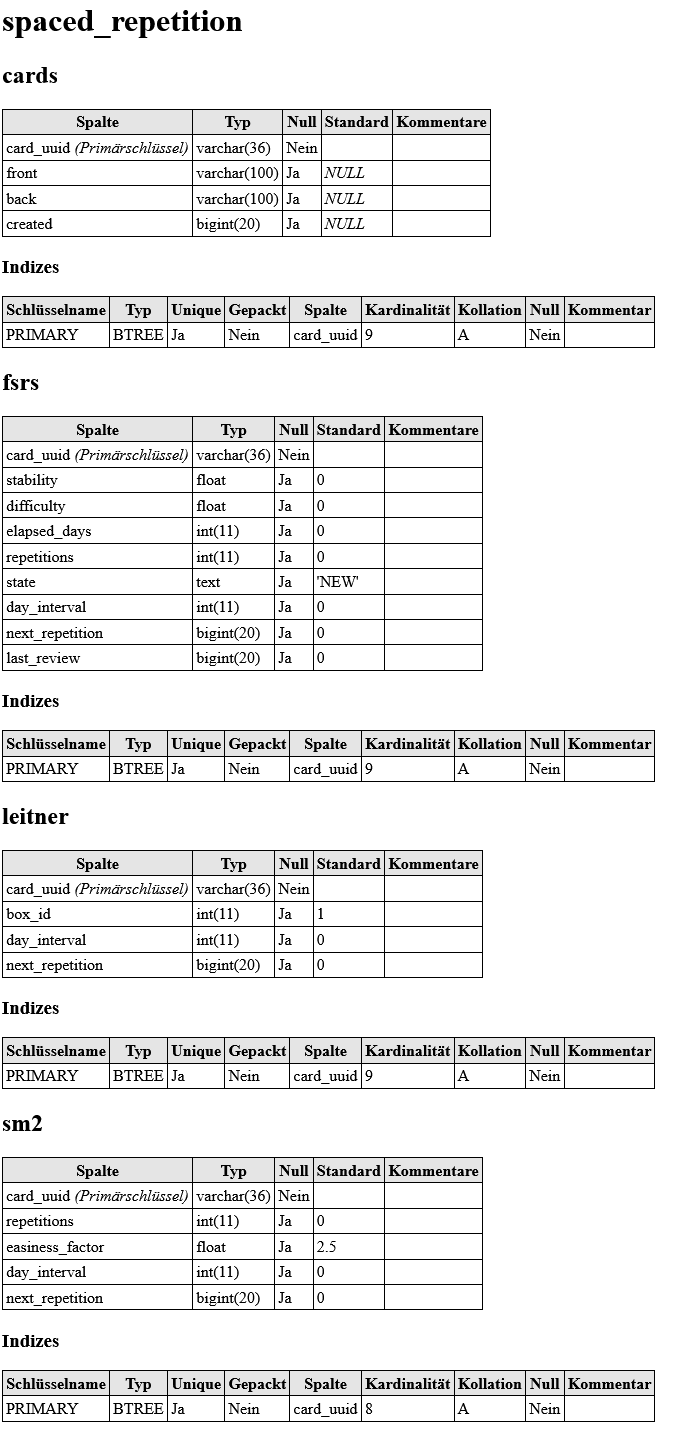 spaced_repetition
cards
Spalte Typ Null Standard Kommentare
card_uuid (Primärschlüssel) varchar(36) Nein
front varchar(100) Ja NULL
back varchar(100) Ja NULL
created bigint(20) Ja NULL
Indizes
Schlüsselname Typ Unique Gepackt Spalte Kardinalität Kollation Null Kommentar
PRIMARY BTREE Ja Nein card_uuid 9 A Nein
fsrs
Spalte Typ Null Standard Kommentare
card_uuid (Primärschlüssel) varchar(36) Nein
stability float Ja 0
difficulty float Ja 0
elapsed_days int(11) Ja 0
repetitions int(11) Ja 0
state text Ja 'NEW'
day_interval int(11) Ja 0
next_repetition bigint(20) Ja 0
last_review bigint(20) Ja 0
Indizes
Schlüsselname Typ Unique Gepackt Spalte Kardinalität Kollation Null Kommentar
PRIMARY BTREE Ja Nein card_uuid 9 A Nein
leitner
Spalte Typ Null Standard Kommentare
card_uuid (Primärschlüssel) varchar(36) Nein
box_id int(11) Ja 1
day_interval int(11) Ja 0
next_repetition bigint(20) Ja 0
Indizes
Schlüsselname Typ Unique Gepackt Spalte Kardinalität Kollation Null Kommentar
PRIMARY BTREE Ja Nein card_uuid 9 A Nein
sm2
Spalte Typ Null Standard Kommentare
card_uuid (Primärschlüssel) varchar(36) Nein
repetitions int(11) Ja 0
easiness_factor float Ja 2.5
day_interval int(11) Ja 0
next_repetition bigint(20) Ja 0
Indizes
Schlüsselname Typ Unique Gepackt Spalte Kardinalität Kollation Null Kommentar
PRIMARY BTREE Ja Nein card_uuid 8 A Nein